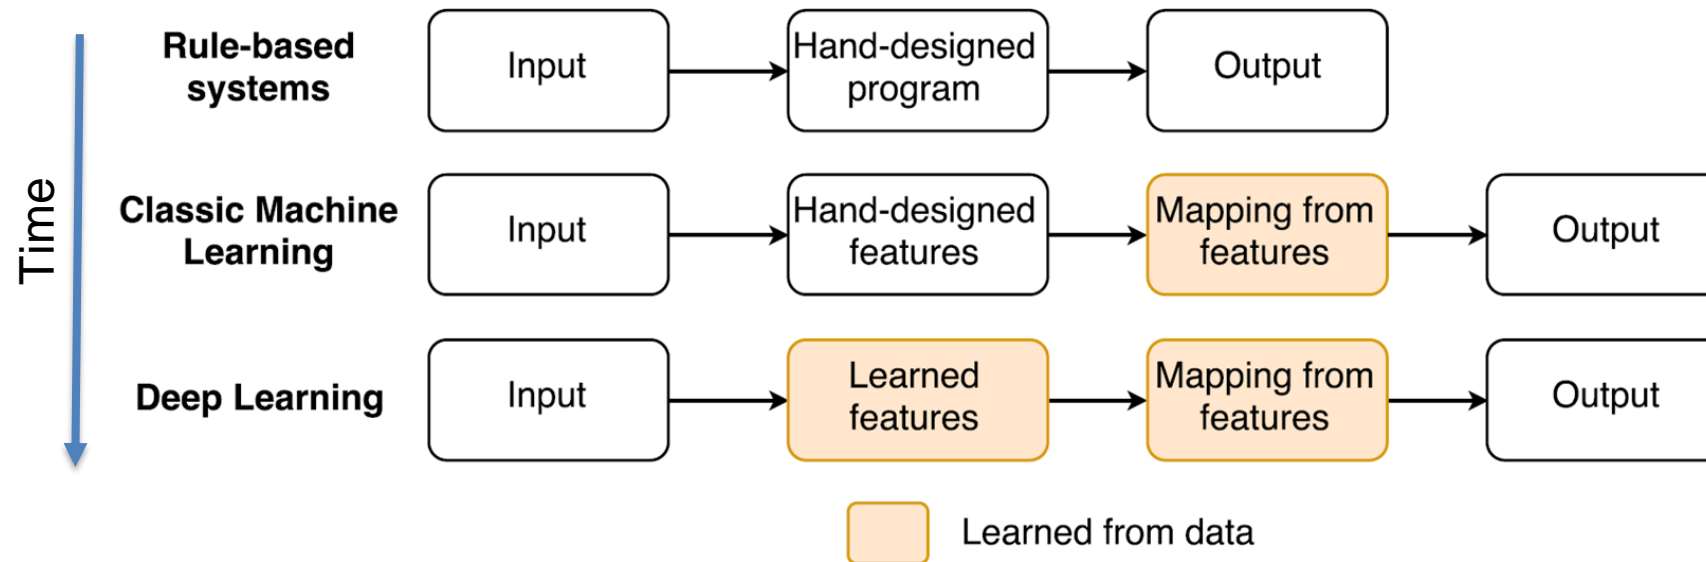 Time
Rule-based
systems
Input
Hand-designed
program
Output
Classic Machine
Learning
Input
Hand-designed
features
Mapping from
features
Output
Deep Learning
Input
Learned
features
Mapping from
features
Output
Learned from data